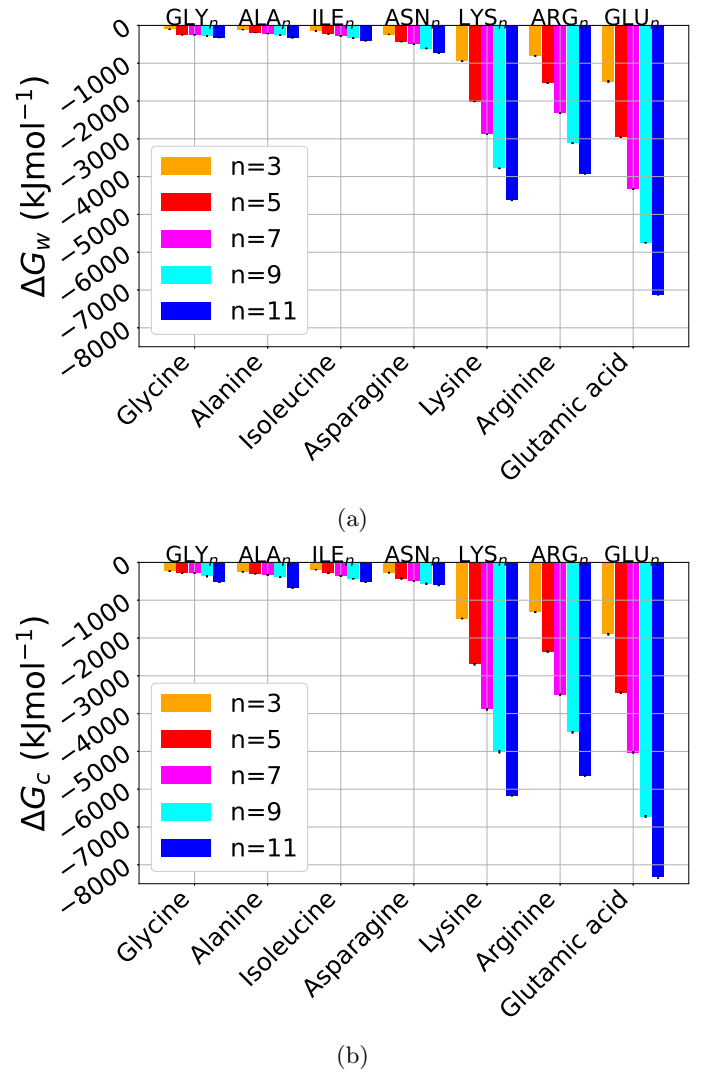 GLYₙ ALAₙ ILEₙ ASNₙ LYSₙ ARGₙ GLUₙ
0
−1000
−2000
−3000
−4000
−5000
−6000
−7000
−8000
ΔG_w (kJmol⁻¹)
n=3
n=5
n=7
n=9
n=11
Glycine
Alanine
Isoleucine
Asparagine
Lysine
Arginine
Glutamic acid
(a)
GLYₙ ALAₙ ILEₙ ASNₙ LYSₙ ARGₙ GLUₙ
0
−1000
−2000
−3000
−4000
−5000
−6000
−7000
−8000
ΔG_c (kJmol⁻¹)
n=3
n=5
n=7
n=9
n=11
Glycine
Alanine
Isoleucine
Asparagine
Lysine
Arginine
Glutamic acid
(b)